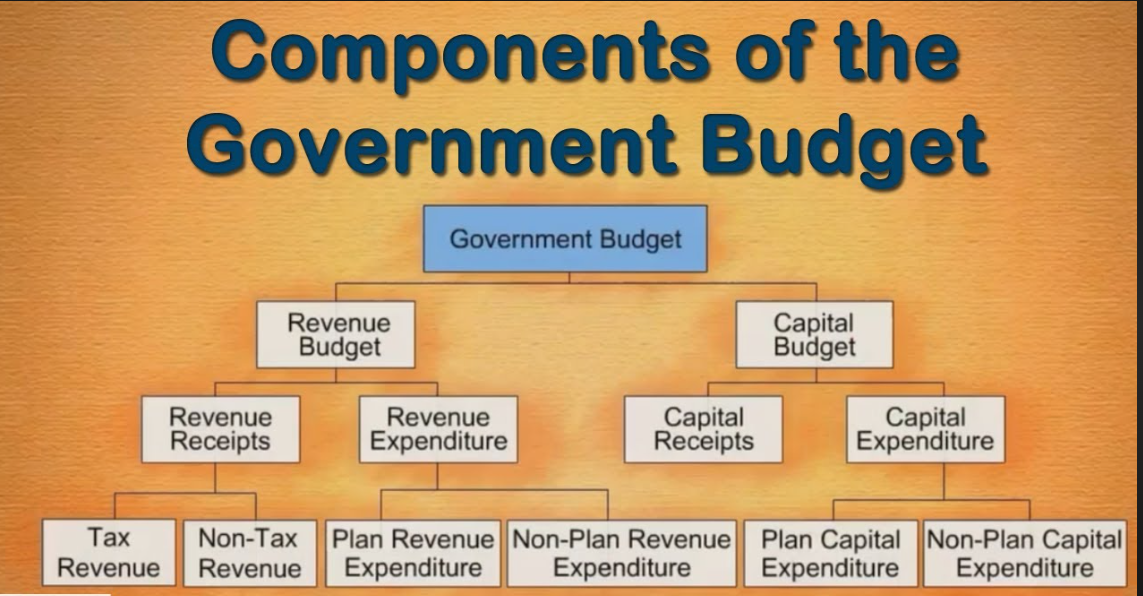 Components of the
Government Budget
Government Budget
Revenue
Budget
Capital
Budget
Revenue
Receipts
Revenue
Expenditure
Capital
Receipts
Capital
Expenditure
Tax
Revenue
Non-Tax
Revenue
Plan Revenue
Expenditure
Non-Plan Revenue
Expenditure
Plan Capital
Expenditure
Non-Plan Capital
Expenditure